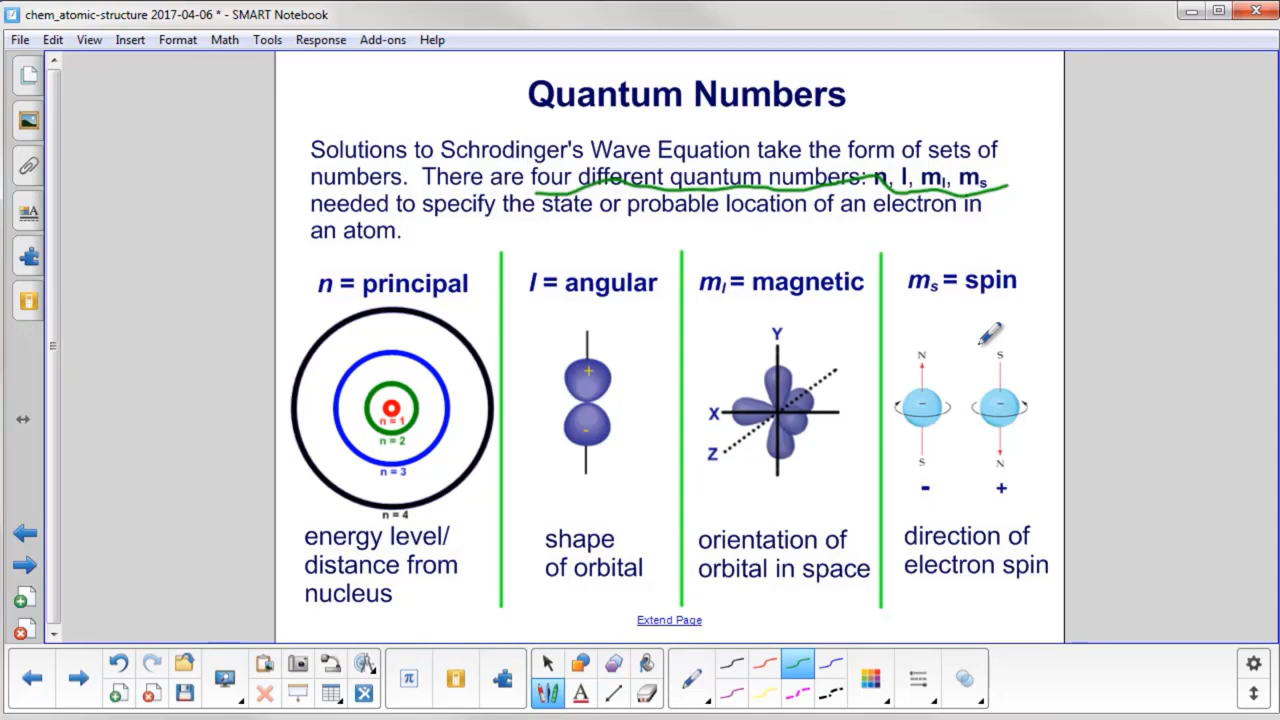 chem_atomic-structure 2017-04-06 * - SMART Notebook
File Edit View Insert Format Math Tools Response Add-ons Help
Quantum Numbers
Solutions to Schrodinger's Wave Equation take the form of sets of
numbers. There are four different quantum numbers: n, l, ml, ms
needed to specify the state or probable location of an electron in
an atom.
n = principal
n = 1
n = 2
n = 3
n = 4
energy level/
distance from
nucleus
l = angular
+
-
shape
of orbital
ml = magnetic
Y
X
Z
orientation of
orbital in space
ms = spin
N S
- -
S N
- +
direction of
electron spin
Extend Page
π
A